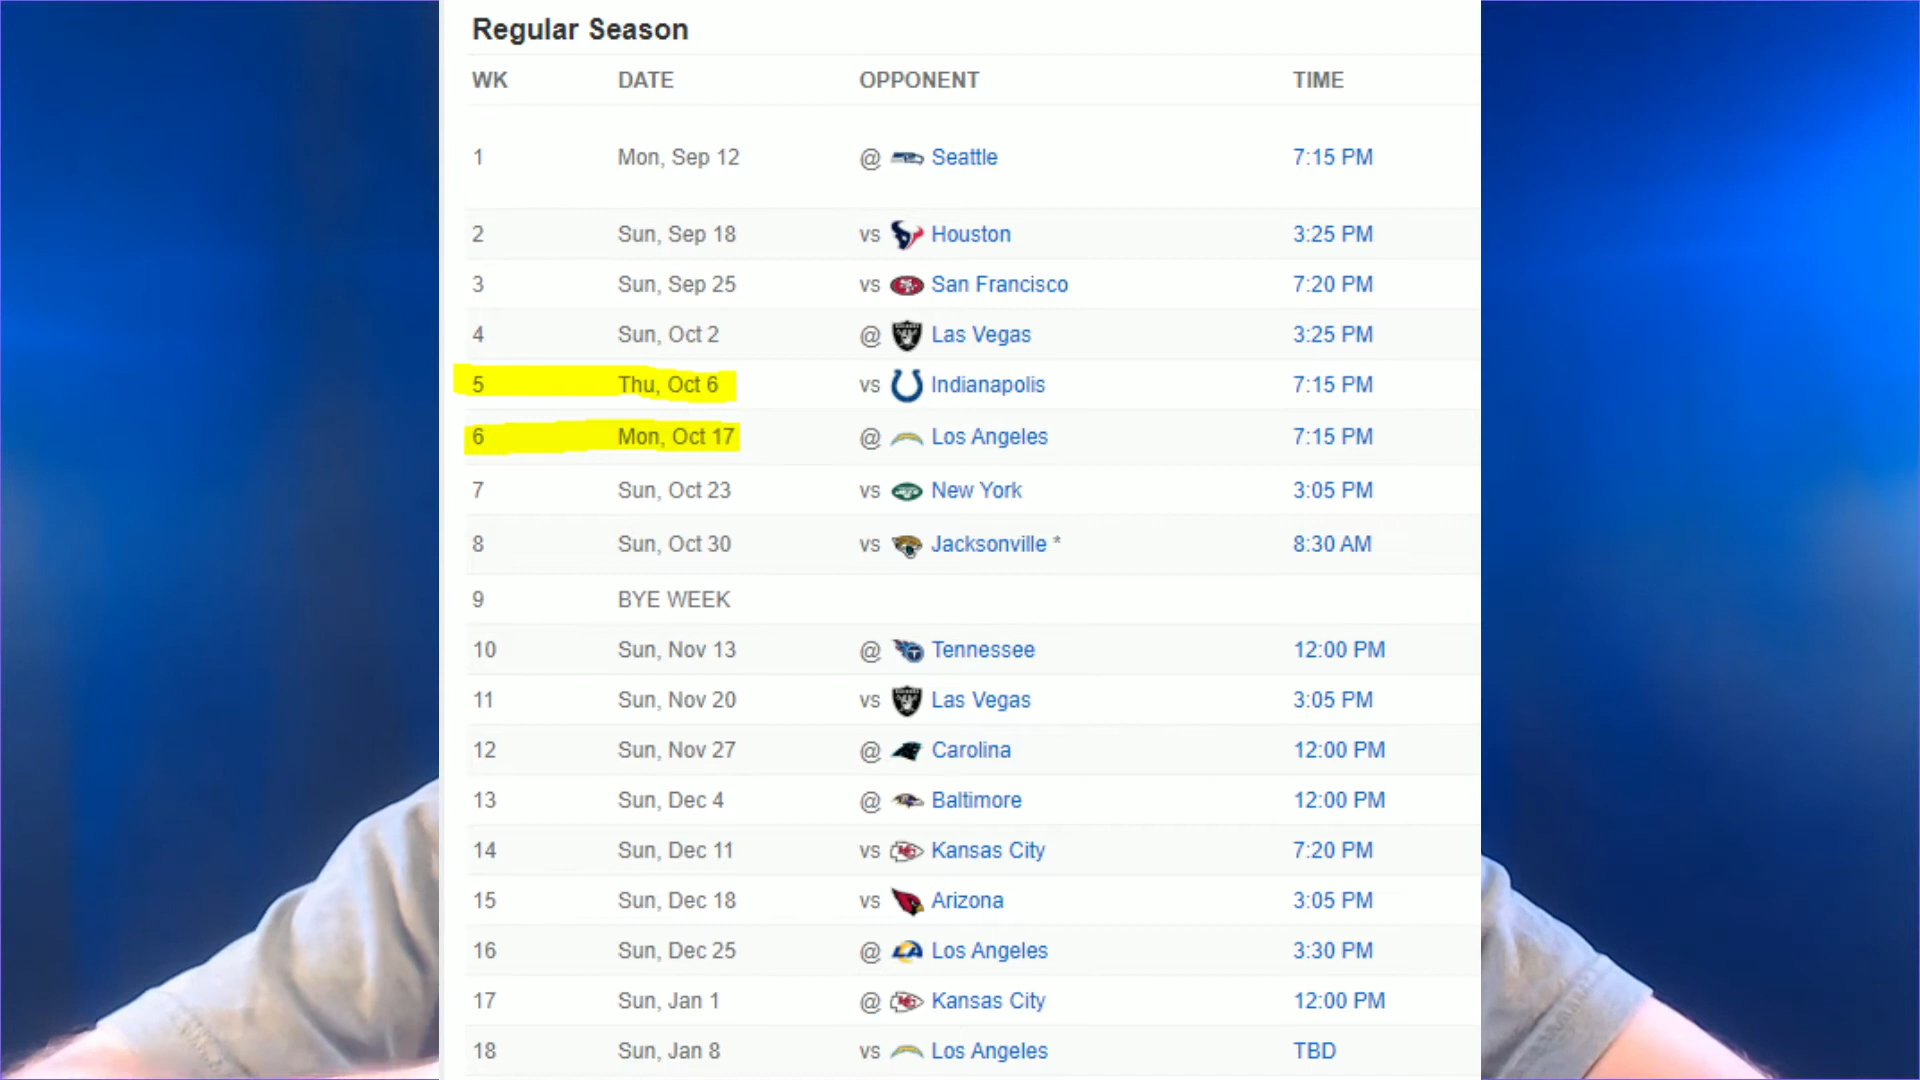 Regular Season
WK DATE OPPONENT TIME
1 Mon, Sep 12 @ Seattle 7:15 PM
2 Sun, Sep 18 vs Houston 3:25 PM
3 Sun, Sep 25 vs San Francisco 7:20 PM
4 Sun, Oct 2 @ Las Vegas 3:25 PM
5 Thu, Oct 6 vs Indianapolis 7:15 PM
6 Mon, Oct 17 @ Los Angeles 7:15 PM
7 Sun, Oct 23 vs New York 3:05 PM
8 Sun, Oct 30 vs Jacksonville * 8:30 AM
9 BYE WEEK
10 Sun, Nov 13 @ Tennessee 12:00 PM
11 Sun, Nov 20 vs Las Vegas 3:05 PM
12 Sun, Nov 27 @ Carolina 12:00 PM
13 Sun, Dec 4 @ Baltimore 12:00 PM
14 Sun, Dec 11 vs Kansas City 7:20 PM
15 Sun, Dec 18 vs Arizona 3:05 PM
16 Sun, Dec 25 @ Los Angeles 3:30 PM
17 Sun, Jan 1 @ Kansas City 12:00 PM
18 Sun, Jan 8 vs Los Angeles TBD